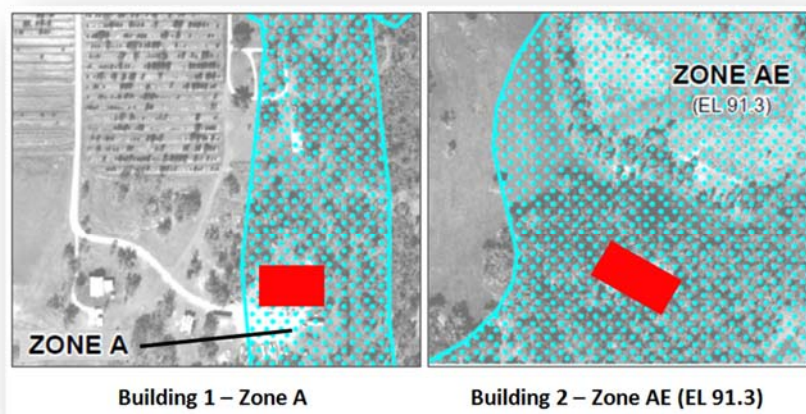 ZONE AE
(EL 91.3)
ZONE A
Building 1 – Zone A
Building 2 – Zone AE (EL 91.3)